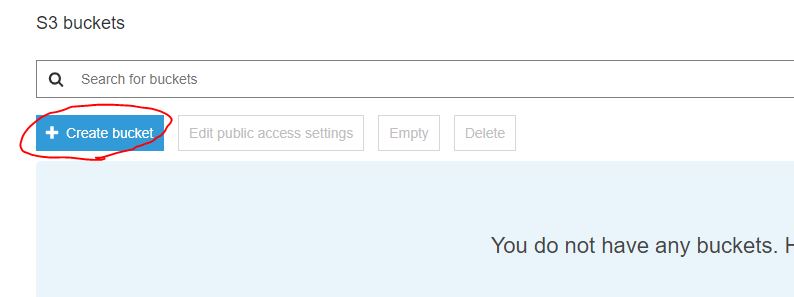 S3 buckets
Search for buckets
Create bucket Edit public access settings Empty Delete
You do not have any buckets. H